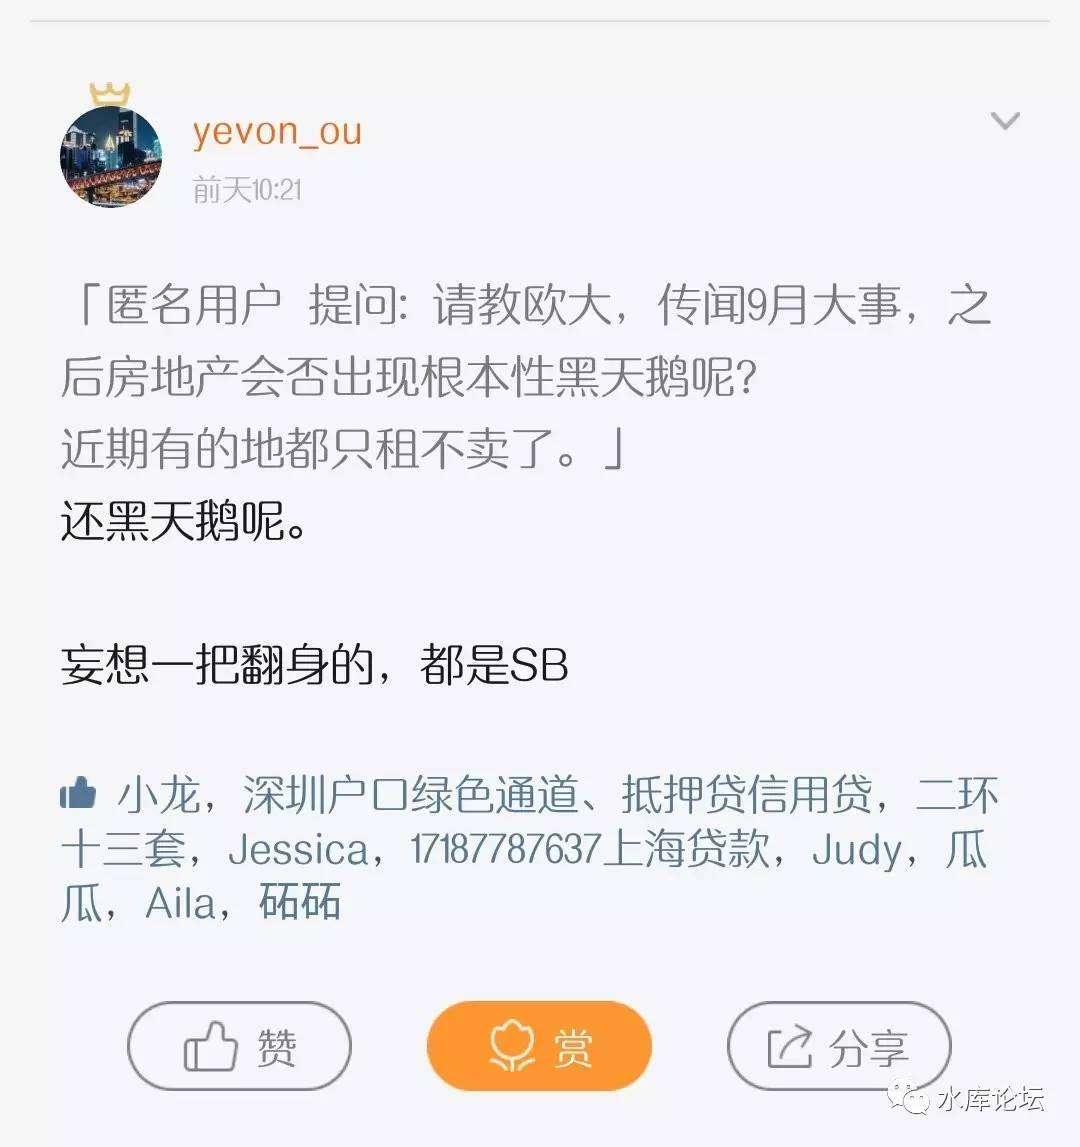 yevon_ou
前天10:21
「匿名用户 提问：请教欧大，传闻9月大事，之
后房地产会否出现根本性黑天鹅呢？
近期有的地都只租不卖了。」
还黑天鹅呢。
妄想一把翻身的，都是SB
小龙，深圳户口绿色通道、抵押贷信用贷，二环
十三套，Jessica，17187787637上海贷款，Judy，瓜
瓜，Aila，砳砳
赞
赏
分享
水库论坛